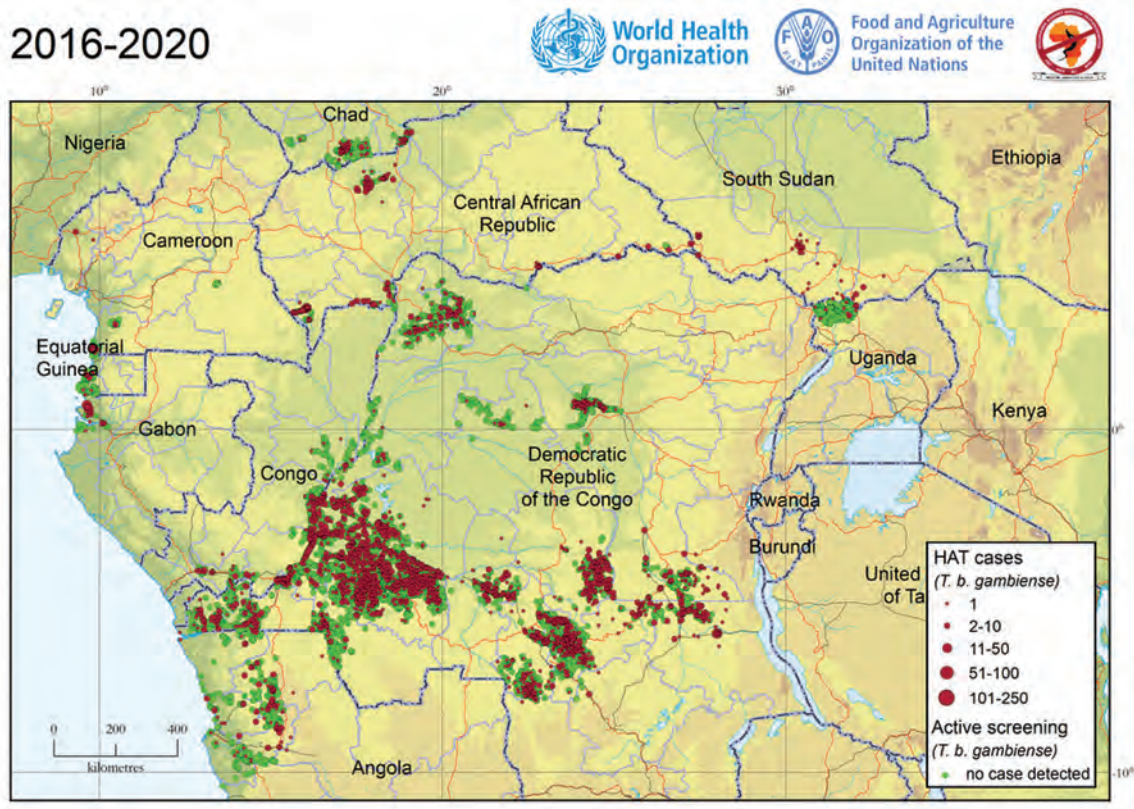 2016-2020
World Health
Organization
F A O
FIAT PANIS
Food and Agriculture
Organization of the
United Nations
10°
20°
30°
Chad
Nigeria
Ethiopia
South Sudan
Central African
Republic
Cameroon
Equatorial
Guinea
Uganda
Kenya
Gabon
0°
Congo
Democratic
Republic
of the Congo
Rwanda
Burundi
United
of Ta
HAT cases
(T. b. gambiense)
1
2-10
11-50
51-100
101-250
Active screening
(T. b. gambiense)
no case detected
0 200 400
kilometres
Angola
-10°